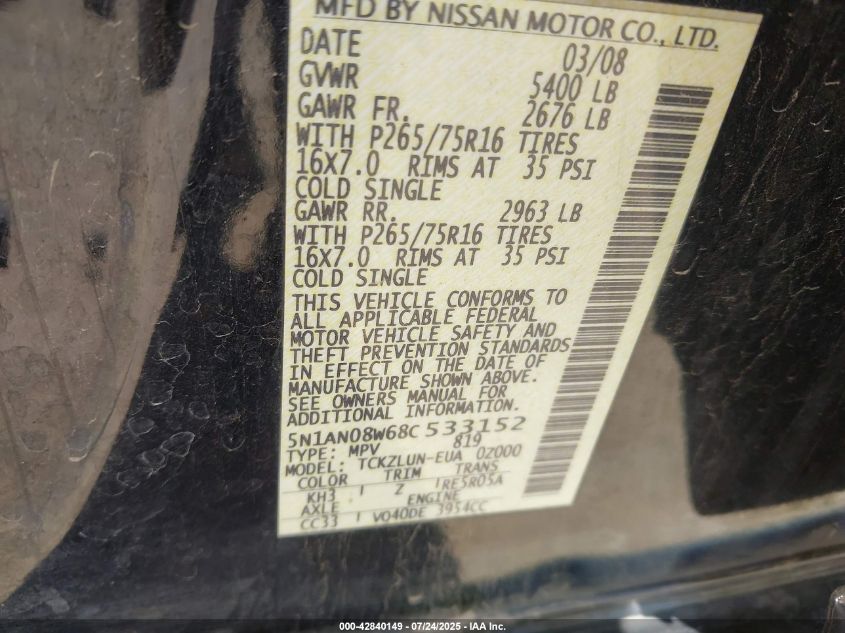 MFD BY NISSAN MOTOR CO., LTD.
DATE 03/08
GVWR 5400 LB
GAWR FR. 2676 LB
WITH P265/75R16 TIRES
16X7.0 RIMS AT 35 PSI
COLD SINGLE
GAWR RR. 2963 LB
WITH P265/75R16 TIRES
16X7.0 RIMS AT 35 PSI
COLD SINGLE
THIS VEHICLE CONFORMS TO
ALL APPLICABLE FEDERAL
MOTOR VEHICLE SAFETY AND
THEFT PREVENTION STANDARDS
IN EFFECT ON THE DATE OF
MANUFACTURE SHOWN ABOVE.
SEE OWNERS MANUAL FOR
ADDITIONAL INFORMATION.
5N1AN08W68C533152
TYPE: MPV 819
MODEL: TCKZLUN-EUA 0Z000
COLOR TRIM TRANS
KH3 Z RE5R05A
AXLE ENGINE
CC33 VQ40DE 3954CC
000-42840149 - 07/24/2025 - IAA Inc.